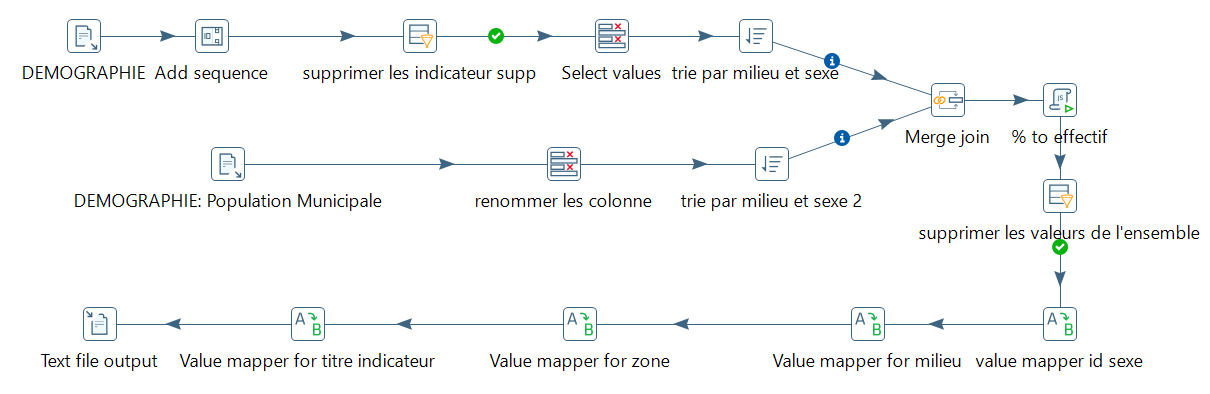 DEMOGRAPHIE
Add sequence
supprimer les indicateur supp
Select values
trie par milieu et sexe
Merge join
% to effectif
DEMOGRAPHIE: Population Municipale
renommer les colonne
trie par milieu et sexe 2
supprimer les valeurs de l'ensemble
Text file output
Value mapper for titre indicateur
Value mapper for zone
Value mapper for milieu
value mapper id sexe